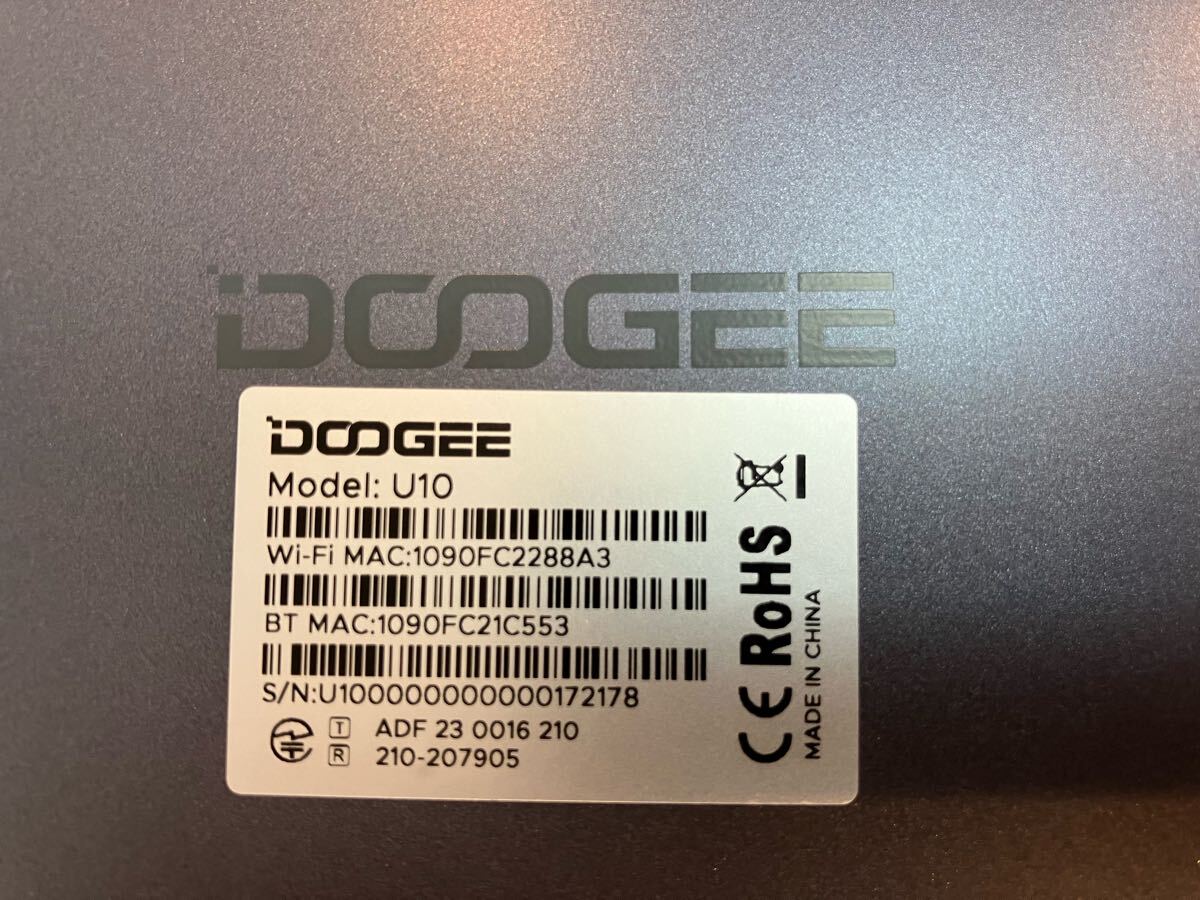 DOOGEE
DOOGEE
Model: U10
Wi-Fi MAC:1090FC2288A3
BT MAC:1090FC21C553
S/N:U1000000000000172178
T ADF 23 0016 210
R 210-207905
CE RoHS
MADE IN CHINA